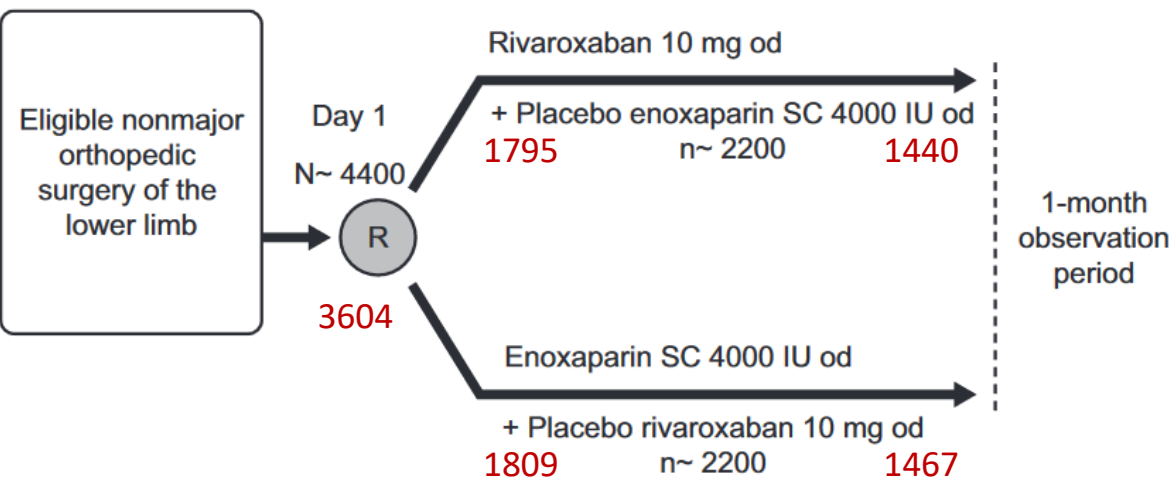 Eligible nonmajor
orthopedic
surgery of the
lower limb
Day 1
N~ 4400
R
3604
Rivaroxaban 10 mg od
+ Placebo enoxaparin SC 4000 IU od
1795 n~ 2200 1440
Enoxaparin SC 4000 IU od
+ Placebo rivaroxaban 10 mg od
1809 n~ 2200 1467
1-month
observation
period